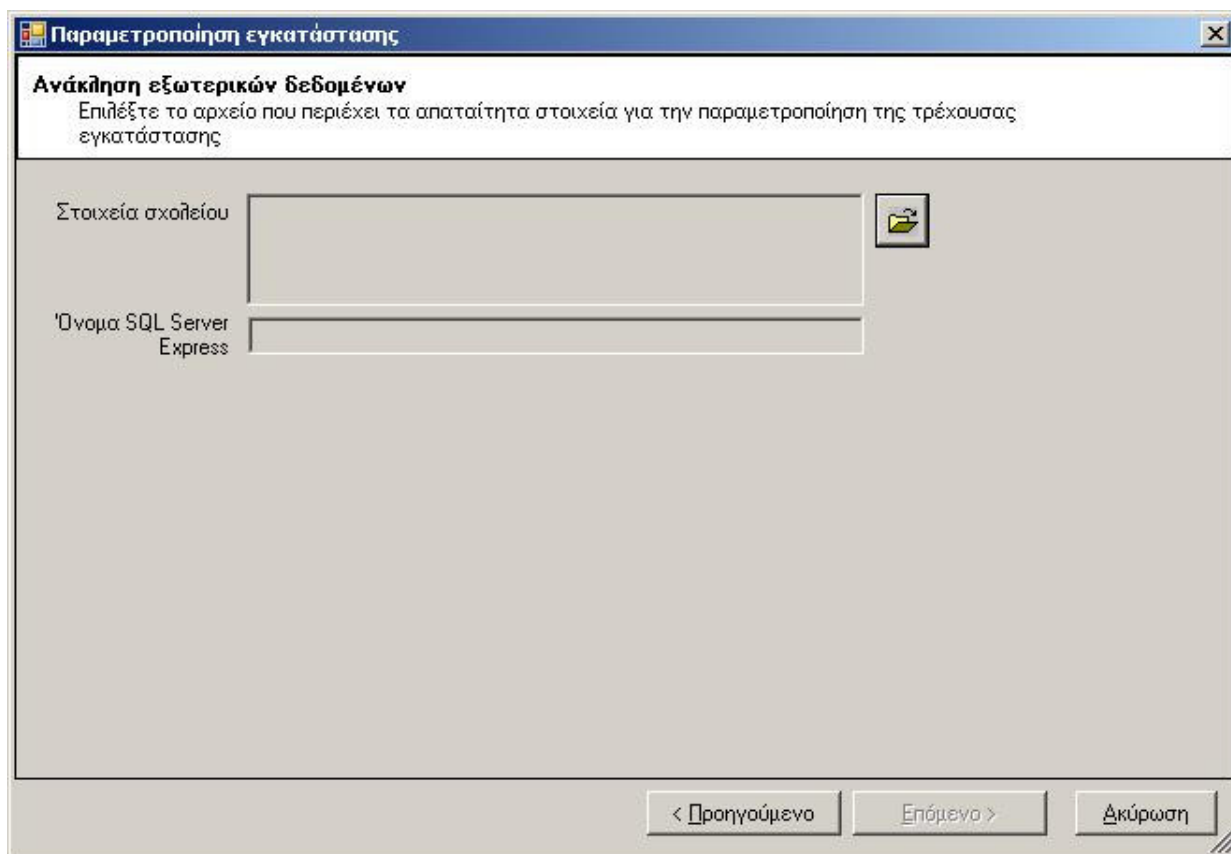 Παραμετροποίηση εγκατάστασης
Ανάκληση εξωτερικών δεδομένων
Επιλέξτε το αρχείο που περιέχει τα απαταίτητα στοιχεία για την παραμετροποίηση της τρέχουσας
εγκατάστασης
Στοιχεία σχολείου
Όνομα SQL Server
Express
< Προηγούμενο
Επόμενο >
Ακύρωση